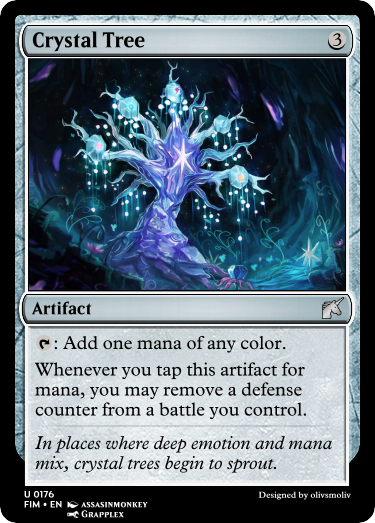 Crystal Tree 3
Artifact
: Add one mana of any color.
Whenever you tap this artifact for
mana, you may remove a defense
counter from a battle you control.
In places where deep emotion and mana
mix, crystal trees begin to sprout.
U 0176
FIM • EN ASSASINMONKEY
GRAPPLEX
Designed by olivsmoliv